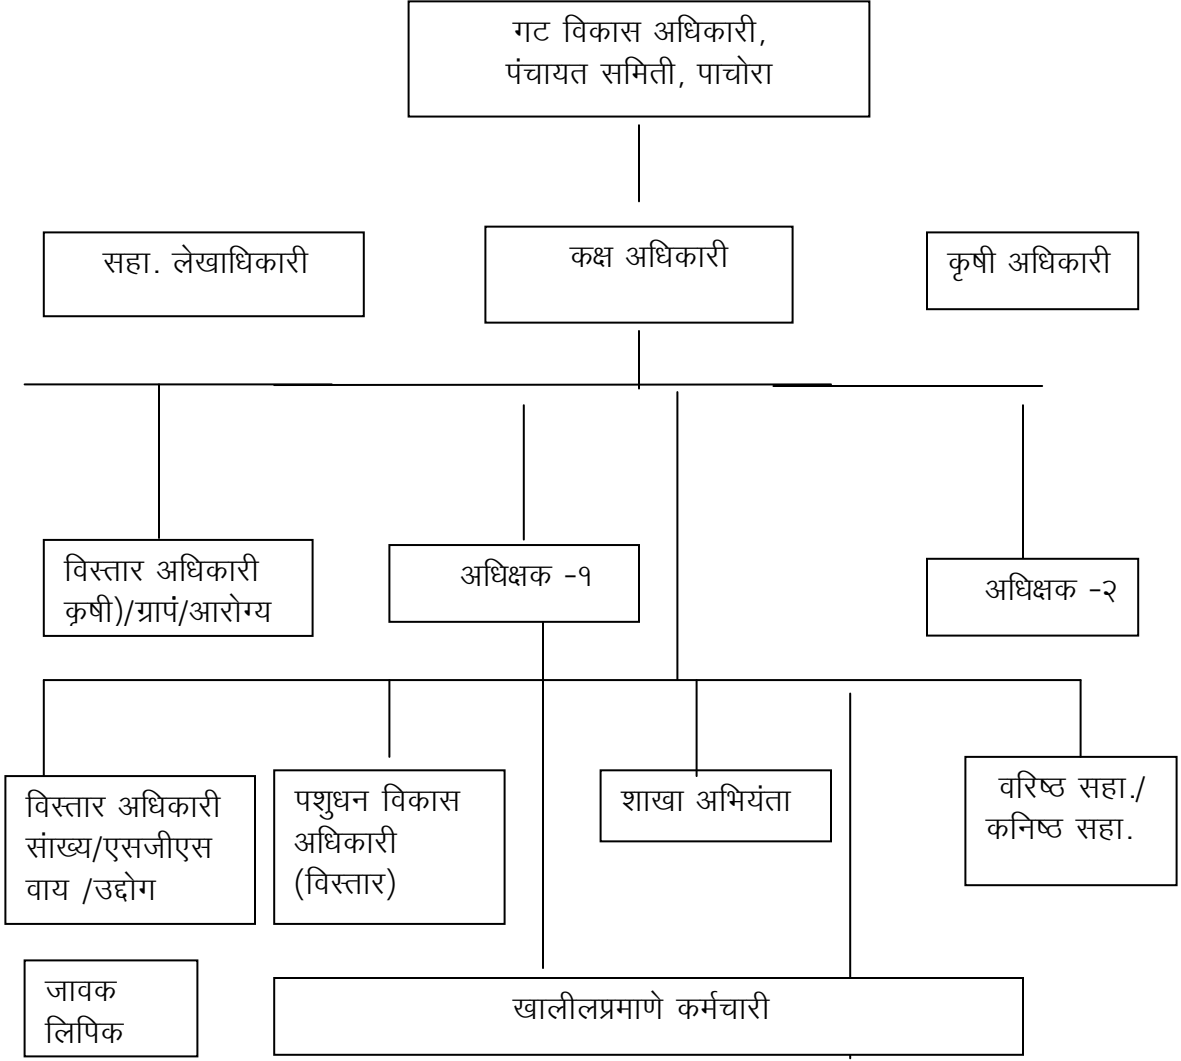 गट विकास अधिकारी,
पंचायत समिती, पाचोरा
सहा. लेखाधिकारी
कक्ष अधिकारी
कृषी अधिकारी
विस्तार अधिकारी
कृषी)/ग्रापं/आरोग्य
अधिक्षक -१
अधिक्षक -२
विस्तार अधिकारी
सांख्य/एसजीएस
वाय /उद्दोग
पशुधन विकास
अधिकारी
(विस्तार)
शाखा अभियंता
वरिष्ठ सहा./
कनिष्ठ सहा.
जावक
लिपिक
खालीलप्रमाणे कर्मचारी